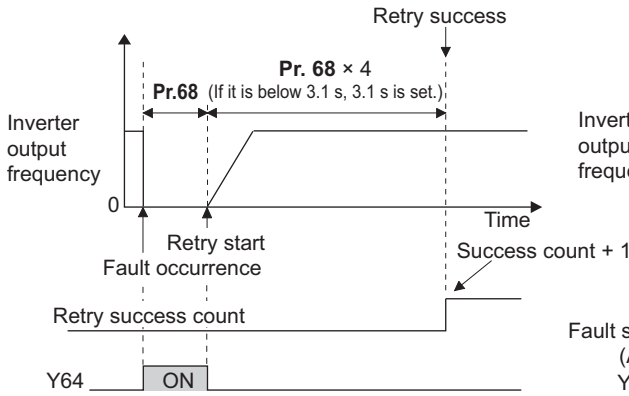 Retry success
Pr. 68 × 4
Pr.68 (If it is below 3.1 s, 3.1 s is set.)
Inverter
output
frequency
0
Time
Retry start
Fault occurrence
Success count + 1
Retry success count
Y64
ON
Invert
outpu
freque
Fault s
(A
Y